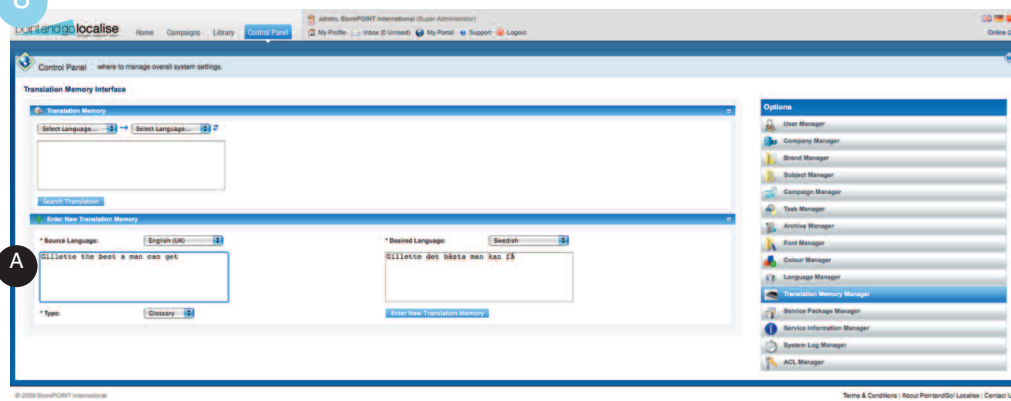 8
admin, StorePOINT International (Super Administrator)
pointandgo localise
Home Campaigns Library Control Panel
My Profile Inbox (0 Unread) My Portal Support Logout
Online
Control Panel where to manage overall system settings.
Translation Memory Interface
Translation Memory
Select Language... → Select Language...
Search Translation
Enter New Translation Memory
* Source Language: English (UK)
* Desired Language: Swedish
A
Gillette the best a man can get
Gillette det bästa man kan få
* Type: Glossary
Enter New Translation Memory
Options
User Manager
Company Manager
Brand Manager
Subject Manager
Campaign Manager
Task Manager
Archive Manager
Font Manager
Colour Manager
Language Manager
Translation Memory Manager
Service Package Manager
Service Information Manager
System Log Manager
ACL Manager
© 2009 StorePOINT International
Terms & Conditions | About PointandGo! Localise | Contact U